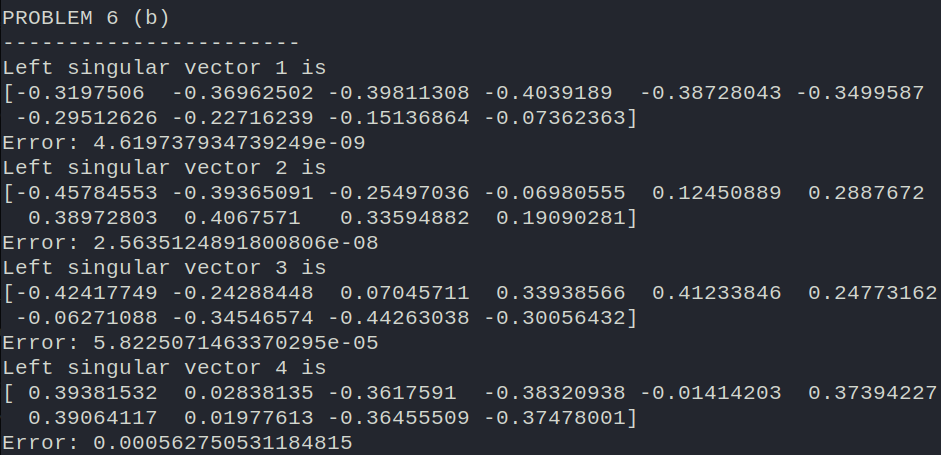 PROBLEM 6 (b)
-----------------------
Left singular vector 1 is
[-0.3197506  -0.36962502 -0.39811308 -0.4039189  -0.38728043 -0.3499587
 -0.29512626 -0.22716239 -0.15136864 -0.07362363]
Error: 4.619737934739249e-09
Left singular vector 2 is
[-0.45784553 -0.39365091 -0.25497036 -0.06980555  0.12450889  0.2887672
  0.38972803  0.4067571   0.33594882  0.19090281]
Error: 2.5635124891800806e-08
Left singular vector 3 is
[-0.42417749 -0.24288448  0.07045711  0.33938566  0.41233846  0.24773162
 -0.06271088 -0.34546574 -0.44263038 -0.30056432]
Error: 5.8225071463370295e-05
Left singular vector 4 is
[ 0.39381532  0.02838135 -0.3617591  -0.38320938 -0.01414203  0.37394227
  0.39064117  0.01977613 -0.36455509 -0.37478001]
Error: 0.000562750531184815